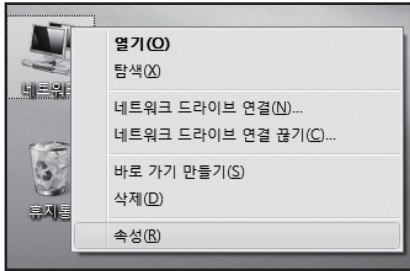 열기(O)
탐색(X)
네트워크 드라이브 연결(N)...
네트워크 드라이브 연결 끊기(C)...
바로 가기 만들기(S)
삭제(D)
속성(R)